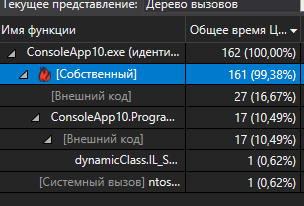 Текущее представление: Дерево вызовов
Имя функции Общее время Ц...
ConsoleApp10.exe (иденти... 162 (100,00%)
[Собственный] 161 (99,38%)
[Внешний код] 27 (16,67%)
ConsoleApp10.Progra... 17 (10,49%)
[Внешний код] 17 (10,49%)
dynamicClass.IL_S... 1 (0,62%)
[Системный вызов] ntos... 1 (0,62%)